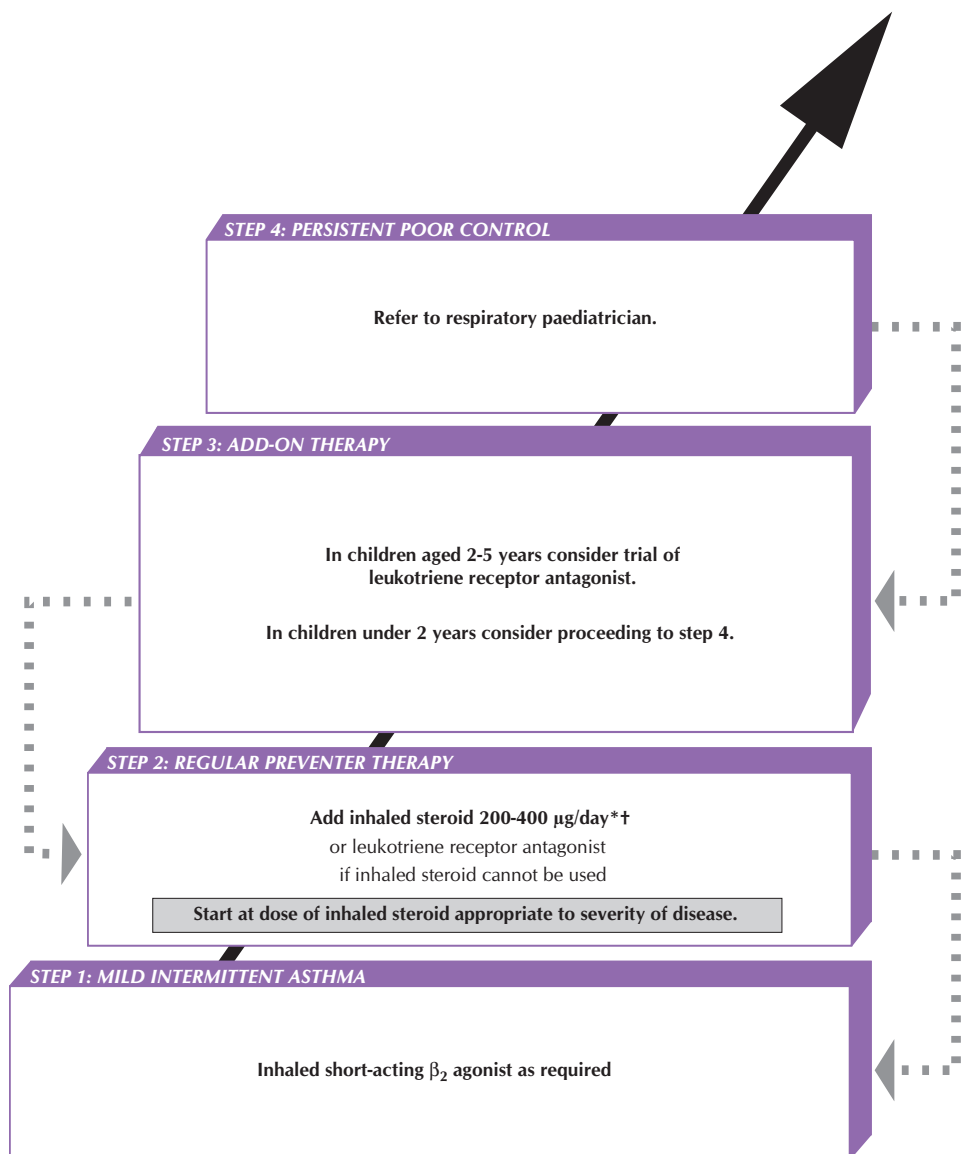 STEP 4: PERSISTENT POOR CONTROL
Refer to respiratory paediatrician.
STEP 3: ADD-ON THERAPY
In children aged 2-5 years consider trial of
leukotriene receptor antagonist.
In children under 2 years consider proceeding to step 4.
STEP 2: REGULAR PREVENTER THERAPY
Add inhaled steroid 200-400 μg/day*†
or leukotriene receptor antagonist
if inhaled steroid cannot be used
Start at dose of inhaled steroid appropriate to severity of disease.
STEP 1: MILD INTERMITTENT ASTHMA
Inhaled short-acting β₂ agonist as required